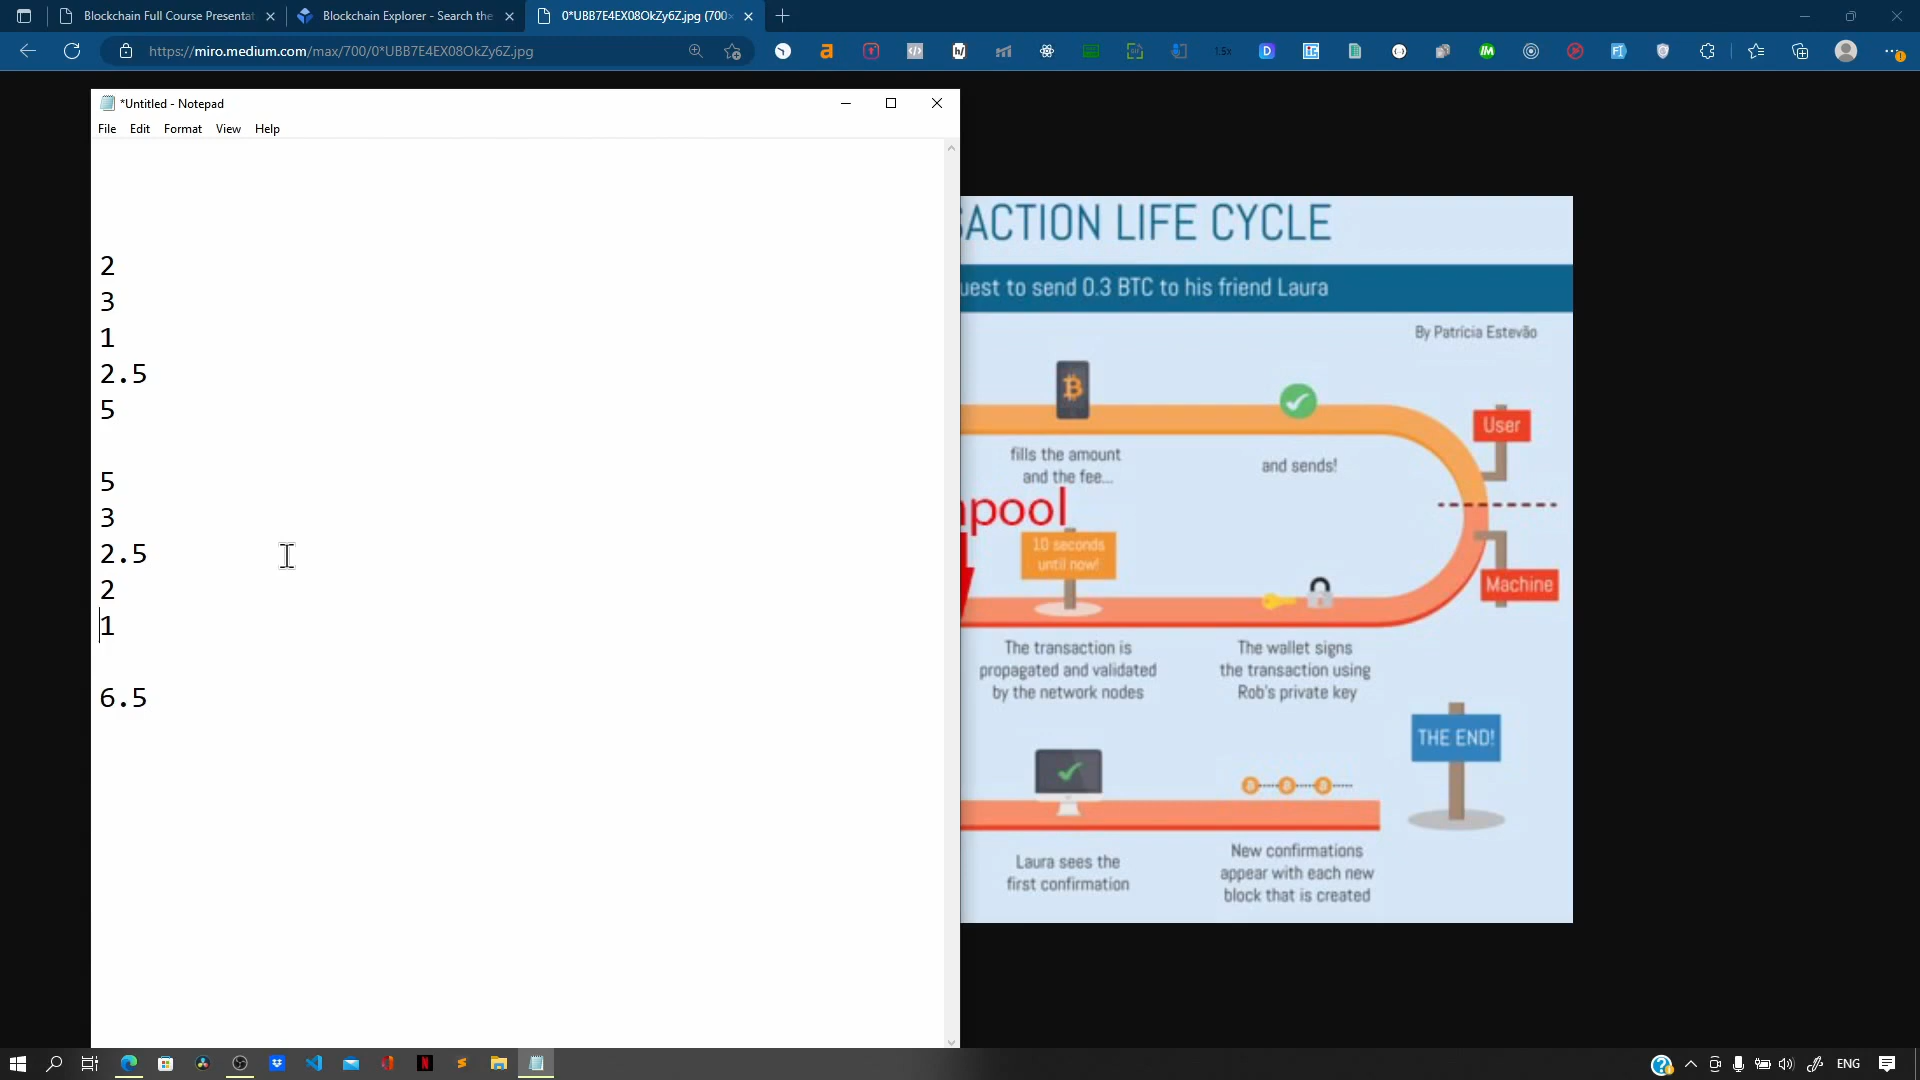 Blockchain Full Course Presentat
Blockchain Explorer - Search the
0*UBB7E4EX08OkZy6Z.jpg (700×
https://miro.medium.com/max/700/0*UBB7E4EX08OkZy6Z.jpg
*Untitled - Notepad
File Edit Format View Help
2
3
1
2.5
5
5
3
2.5
2
1
6.5
SACTION LIFE CYCLE
uest to send 0.3 BTC to his friend Laura
By Patrícia Estevão
fills the amount
and the fee...
and sends!
User
npool
10 seconds
until now!
Machine
The transaction is
propagated and validated
by the network nodes
The wallet signs
the transaction using
Rob's private key
THE END!
Laura sees the
first confirmation
New confirmations
appear with each new
block that is created
ENG